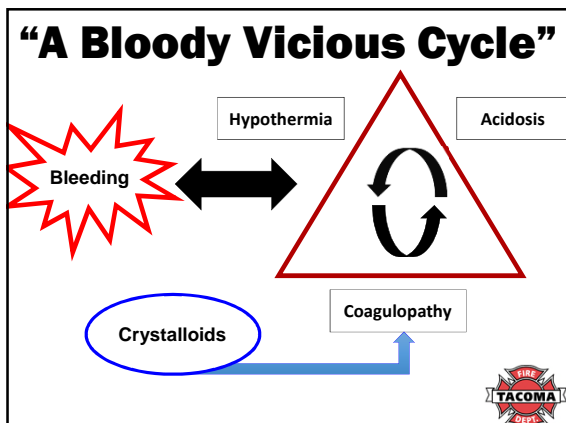 “A Bloody Vicious Cycle”
Hypothermia
Acidosis
Bleeding
Coagulopathy
Crystalloids
FIRE
TACOMA
DEPT.